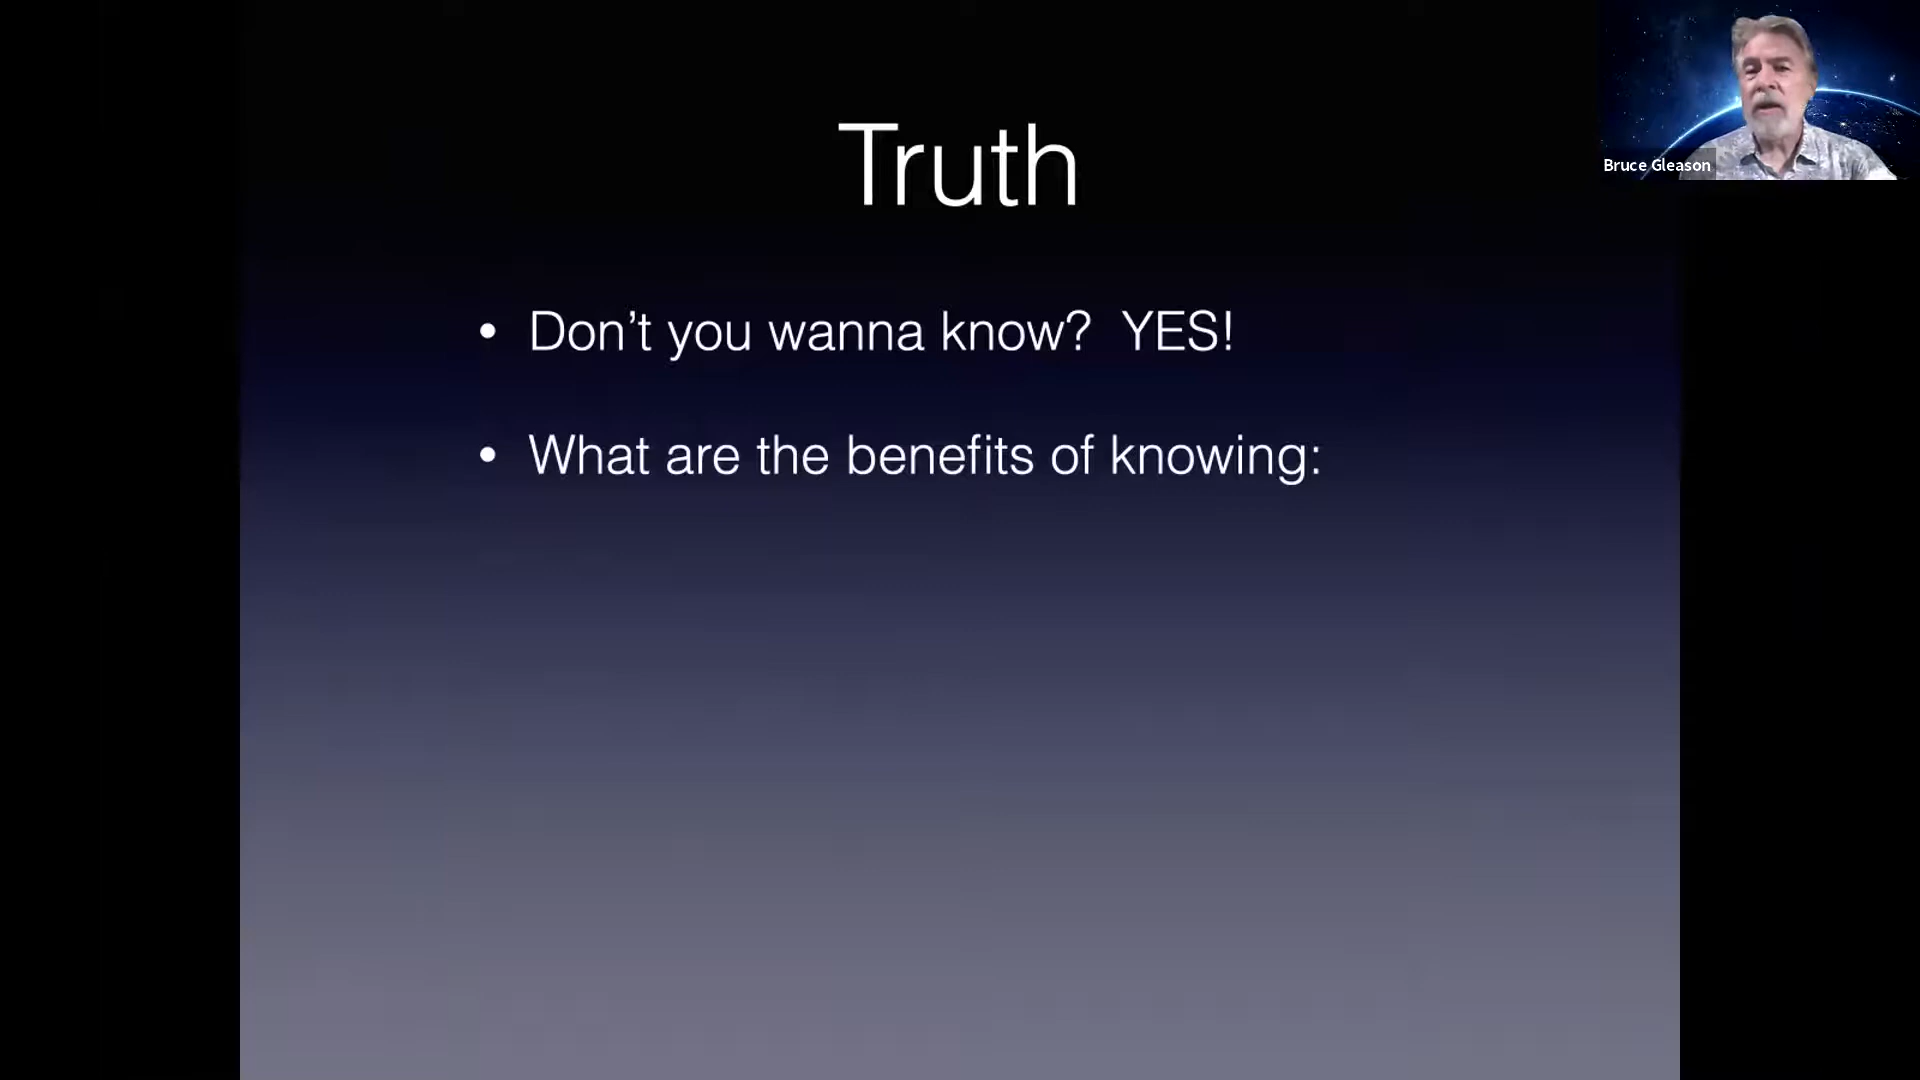 Truth
Bruce Gleason
• Don’t you wanna know?  YES!
• What are the benefits of knowing: